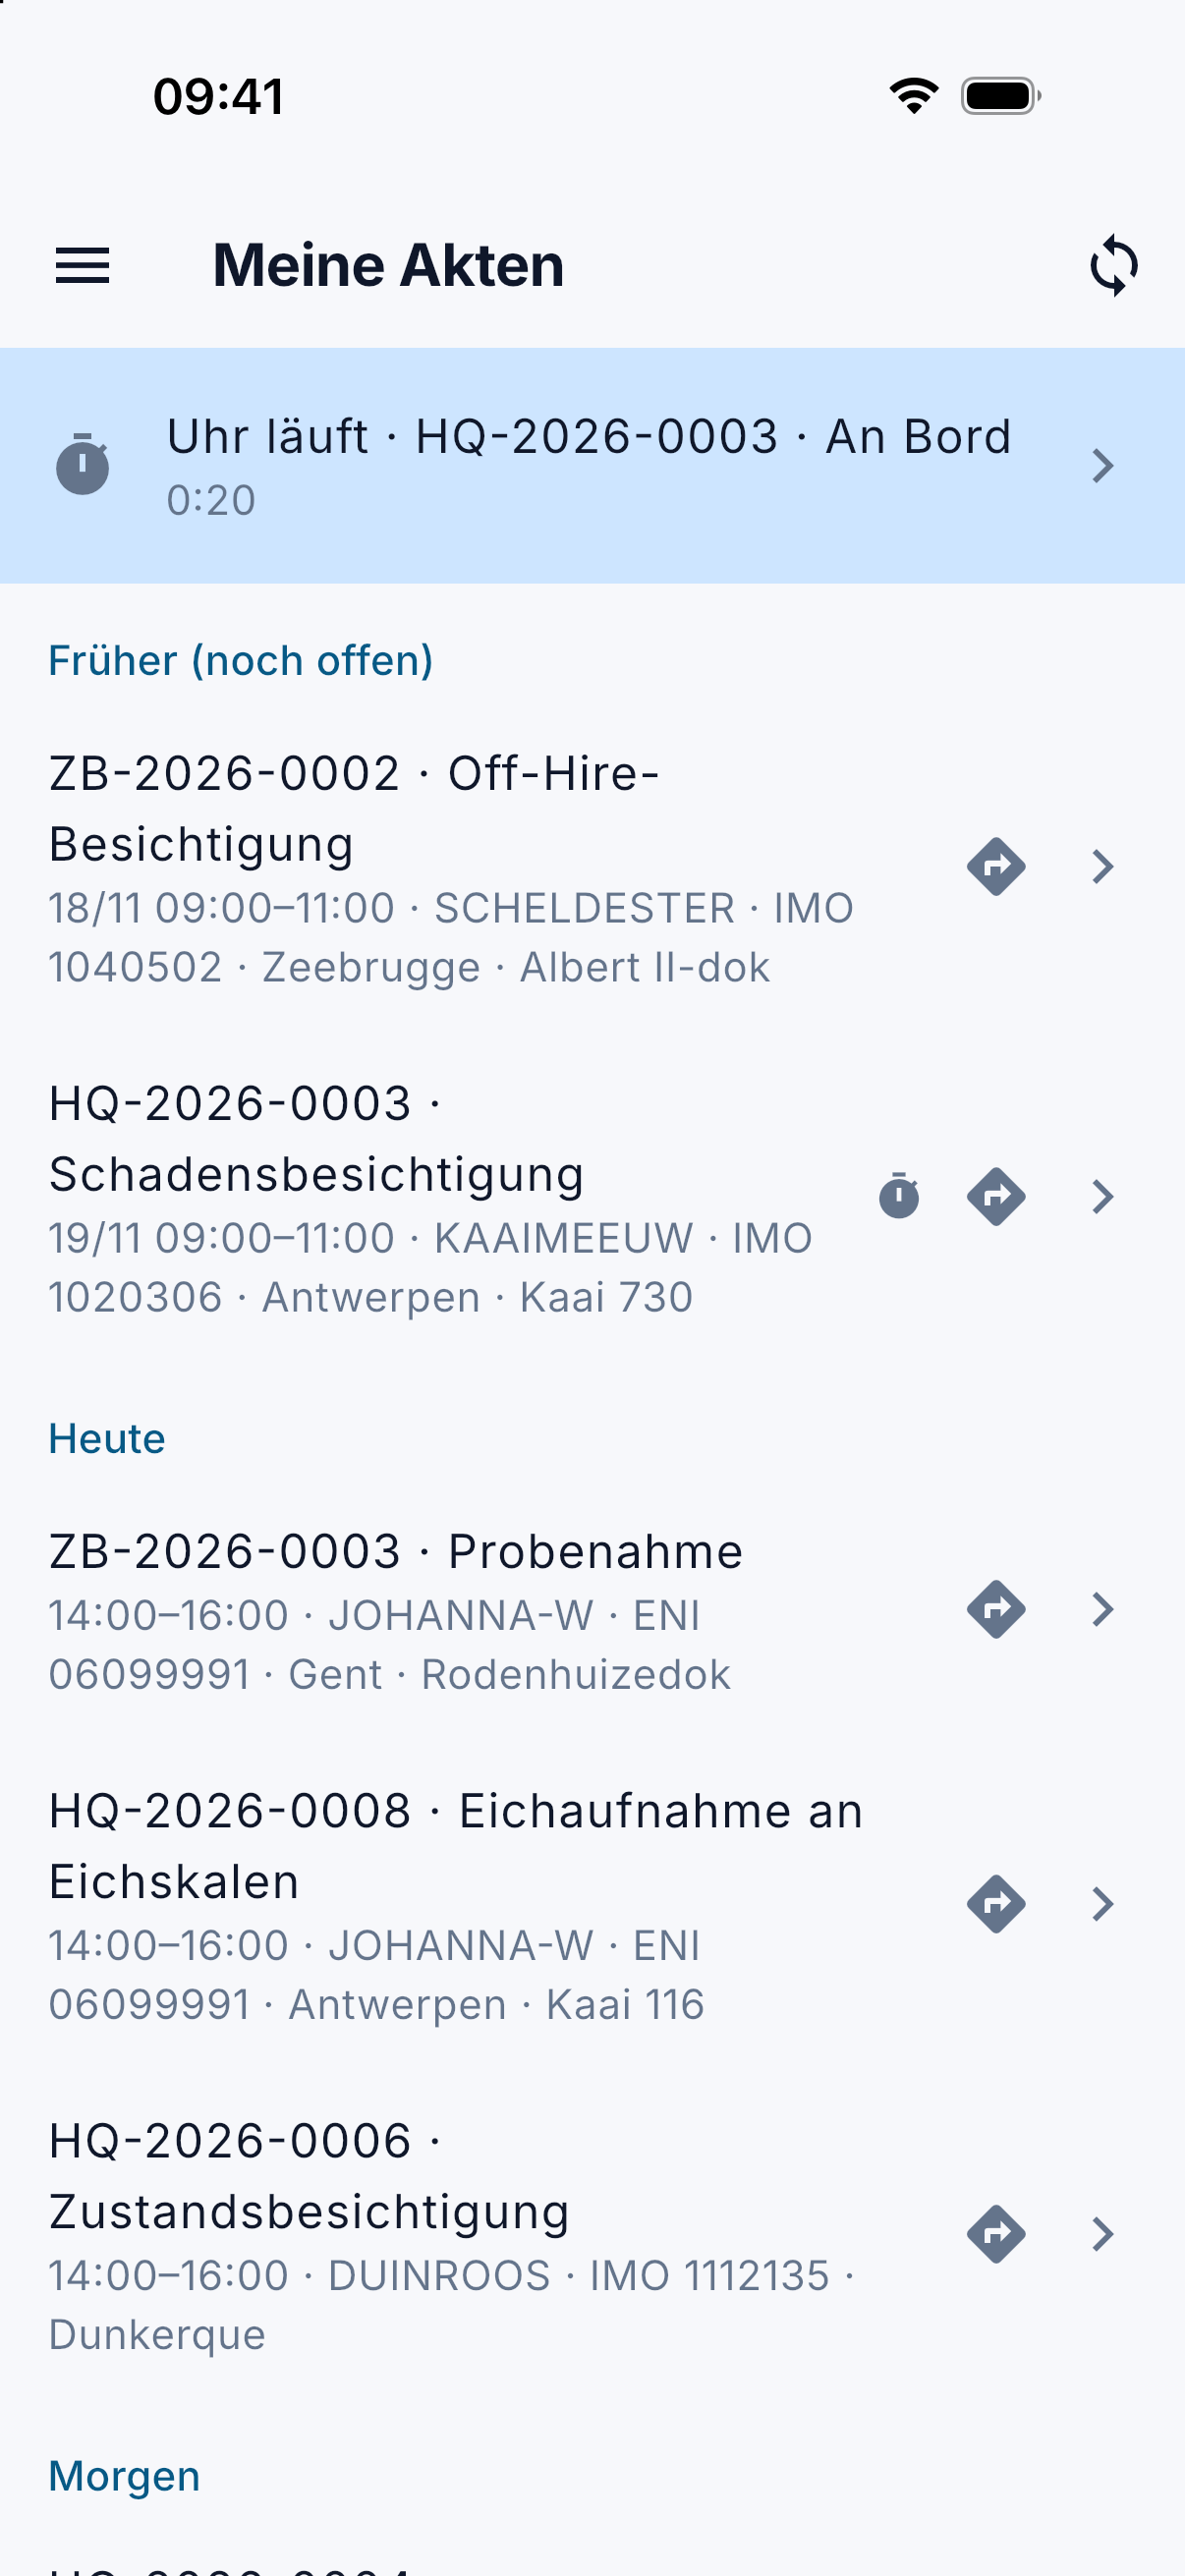 09:41
Meine Akten
Uhr läuft · HQ-2026-0003 · An Bord
0:20
Früher (noch offen)
ZB-2026-0002 · Off-Hire-
Besichtigung
18/11 09:00–11:00 · SCHELDESTER · IMO
1040502 · Zeebrugge · Albert II-dok
HQ-2026-0003 ·
Schadensbesichtigung
19/11 09:00–11:00 · KAAIMEEUW · IMO
1020306 · Antwerpen · Kaai 730
Heute
ZB-2026-0003 · Probenahme
14:00–16:00 · JOHANNA-W · ENI
06099991 · Gent · Rodenhuizedok
HQ-2026-0008 · Eichaufnahme an
Eichskalen
14:00–16:00 · JOHANNA-W · ENI
06099991 · Antwerpen · Kaai 116
HQ-2026-0006 ·
Zustandsbesichtigung
14:00–16:00 · DUINROOS · IMO 1112135 ·
Dunkerque
Morgen